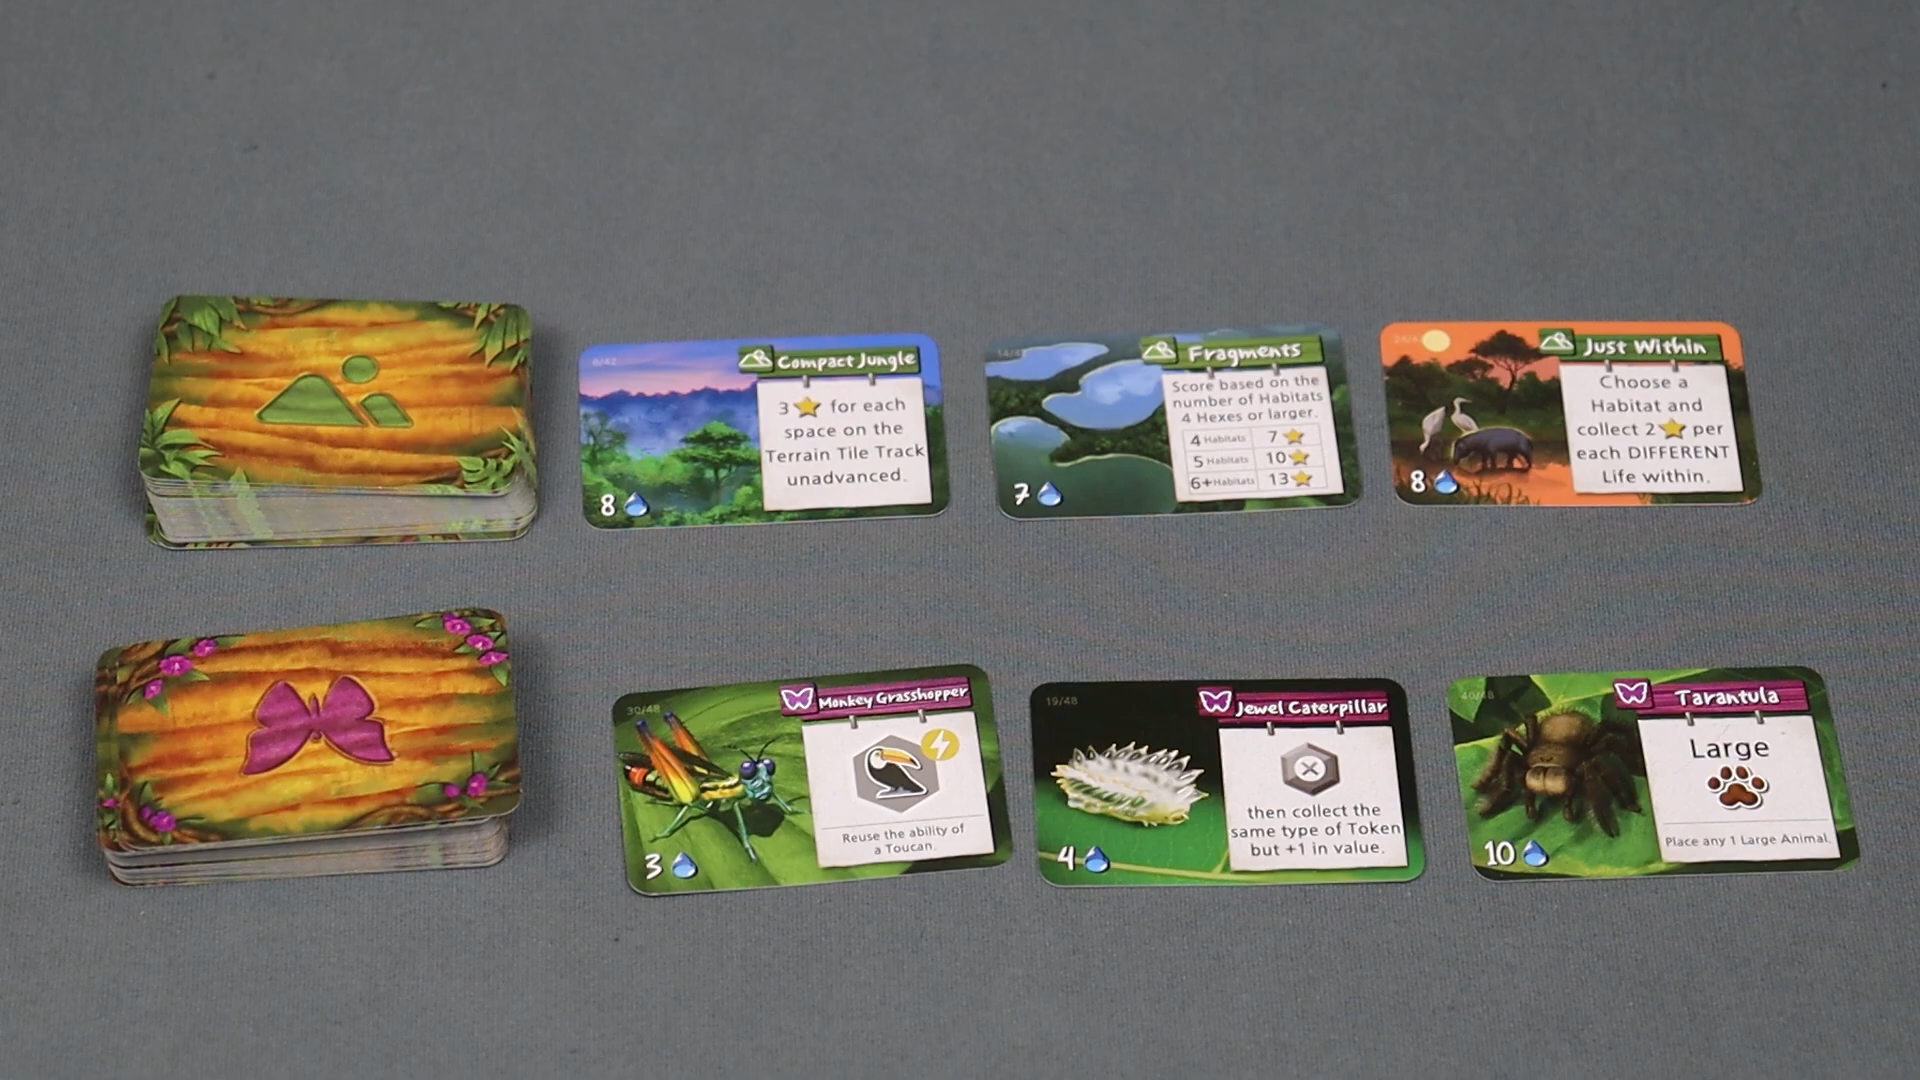 6/42
Compact Jungle
3 ⭐ for each
space on the
Terrain Tile Track
unadvanced.
8
Fragments
Score based on the
number of Habitats
4 Hexes or larger.
4 Habitats 7 ⭐
5 Habitats 10 ⭐
6+ Habitats 13 ⭐
7
Just Within
Choose a
Habitat and
collect 2 ⭐ per
each DIFFERENT
Life within.
8
30/48
Monkey Grasshopper
Reuse the ability of
a Toucan.
3
19/48
Jewel Caterpillar
then collect the
same type of Token
but +1 in value.
4
40/48
Tarantula
Large
Place any 1 Large Animal.
10